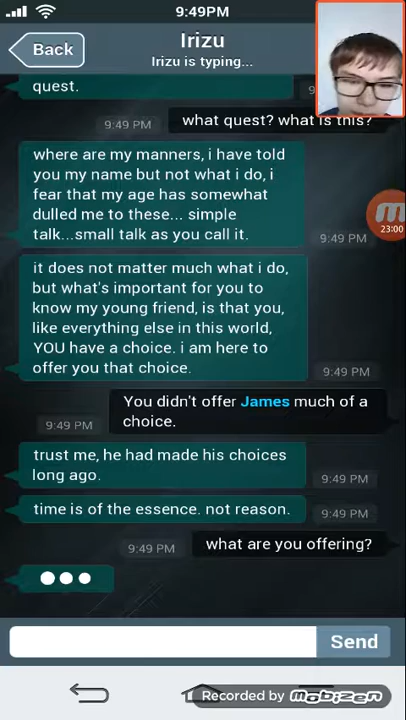 9:49PM
Back
Irizu
Irizu is typing...
quest.
9
what quest? what is this?
9:49 PM
where are my manners, i have told
you my name but not what i do, i
fear that my age has somewhat
dulled me to these... simple
talk...small talk as you call it.
9:49 PM
23:00
it does not matter much what i do,
but what's important for you to
know my young friend, is that you,
like everything else in this world,
YOU have a choice. i am here to
offer you that choice.
9:49 PM
You didn't offer James much of a
choice.
9:49 PM
trust me, he had made his choices
long ago.
9:49 PM
time is of the essence. not reason.
9:49 PM
what are you offering?
9:49 PM
Send
Recorded by mobizen